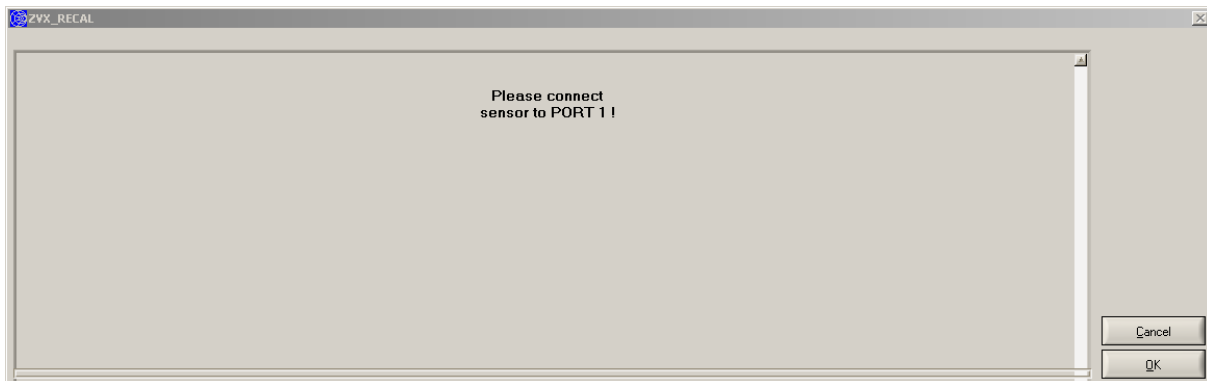 ZVX_RECAL
Please connect
sensor to PORT 1 !
Cancel
OK